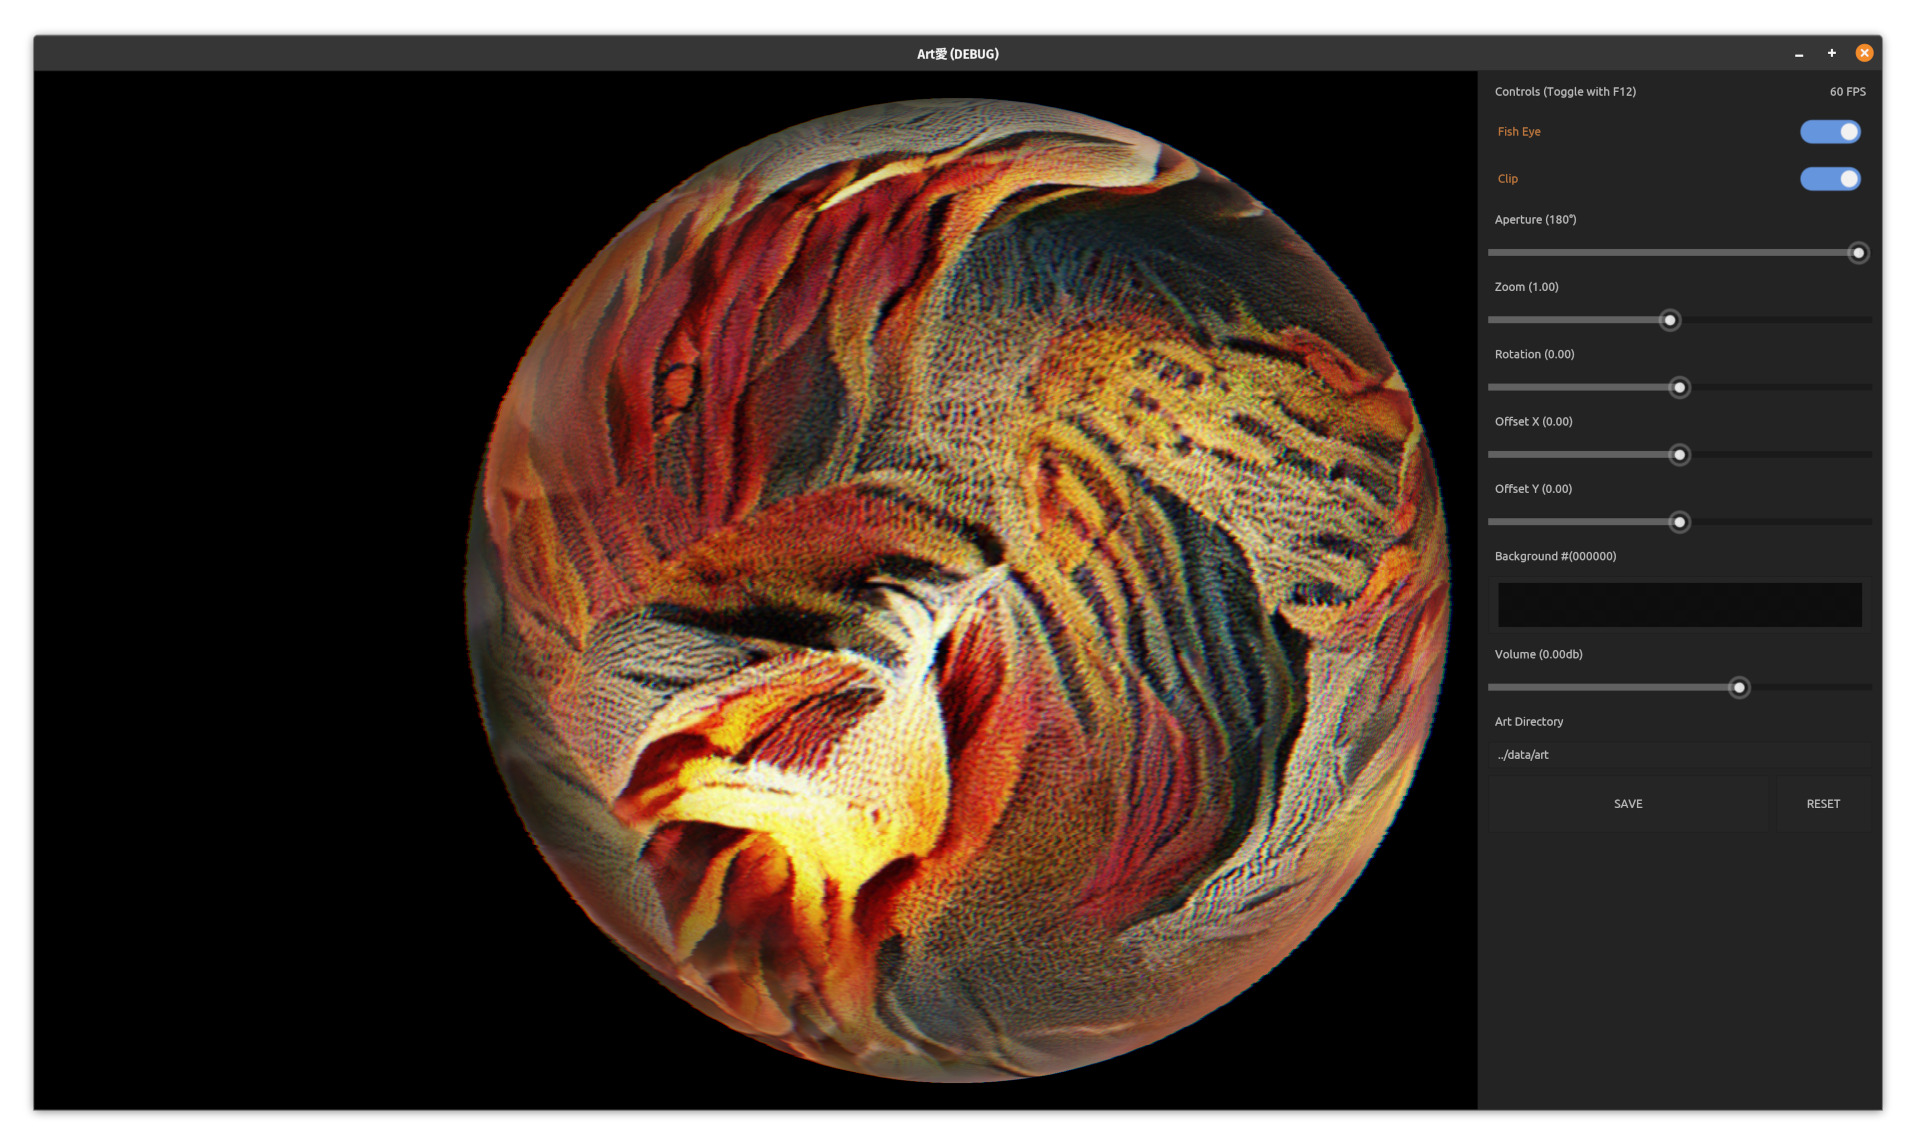 Art愛 (DEBUG)
Controls (Toggle with F12) 60 FPS
Fish Eye
Clip
Aperture (180°)
Zoom (1.00)
Rotation (0.00)
Offset X (0.00)
Offset Y (0.00)
Background #(000000)
Volume (0.00db)
Art Directory
../data/art
SAVE RESET